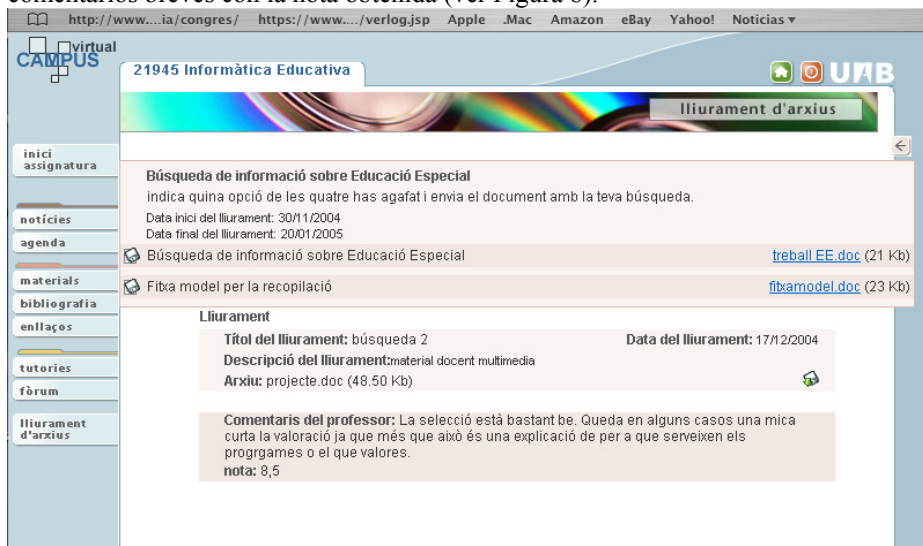 comentarios breves con la nota obtenida (ver Figura
http://www....ia/congres/ https://www..../verlog.jsp Apple .Mac Amazon eBay Yahoo! Noticias ▾
virtual
CAMPUS
21945 Informàtica Educativa
UAB
lliurament d'arxius
inici
assignatura
notícies
agenda
materials
bibliografia
enllaços
tutories
fòrum
lliurament
d'arxius
Búsqueda de informació sobre Educació Especial
indica quina opció de les quatre has agafat i envia el document amb la teva búsqueda.
Data inici del lliurament: 30/11/2004
Data final del lliurament: 20/01/2005
Búsqueda de informació sobre Educació Especial treball EE.doc (21 Kb)
Fitxa model per la recopilació fitxamodel.doc (23 Kb)
Lliurament
Títol del lliurament: búsqueda 2 Data del lliurament: 17/12/2004
Descripció del lliurament:material docent multimedia
Arxiu: projecte.doc (48.50 Kb)
Comentaris del professor: La selecció està bastant be. Queda en alguns casos una mica
curta la valoració ja que més que això és una explicació de per a que serveixen els
progrgames o el que valores.
nota: 8,5